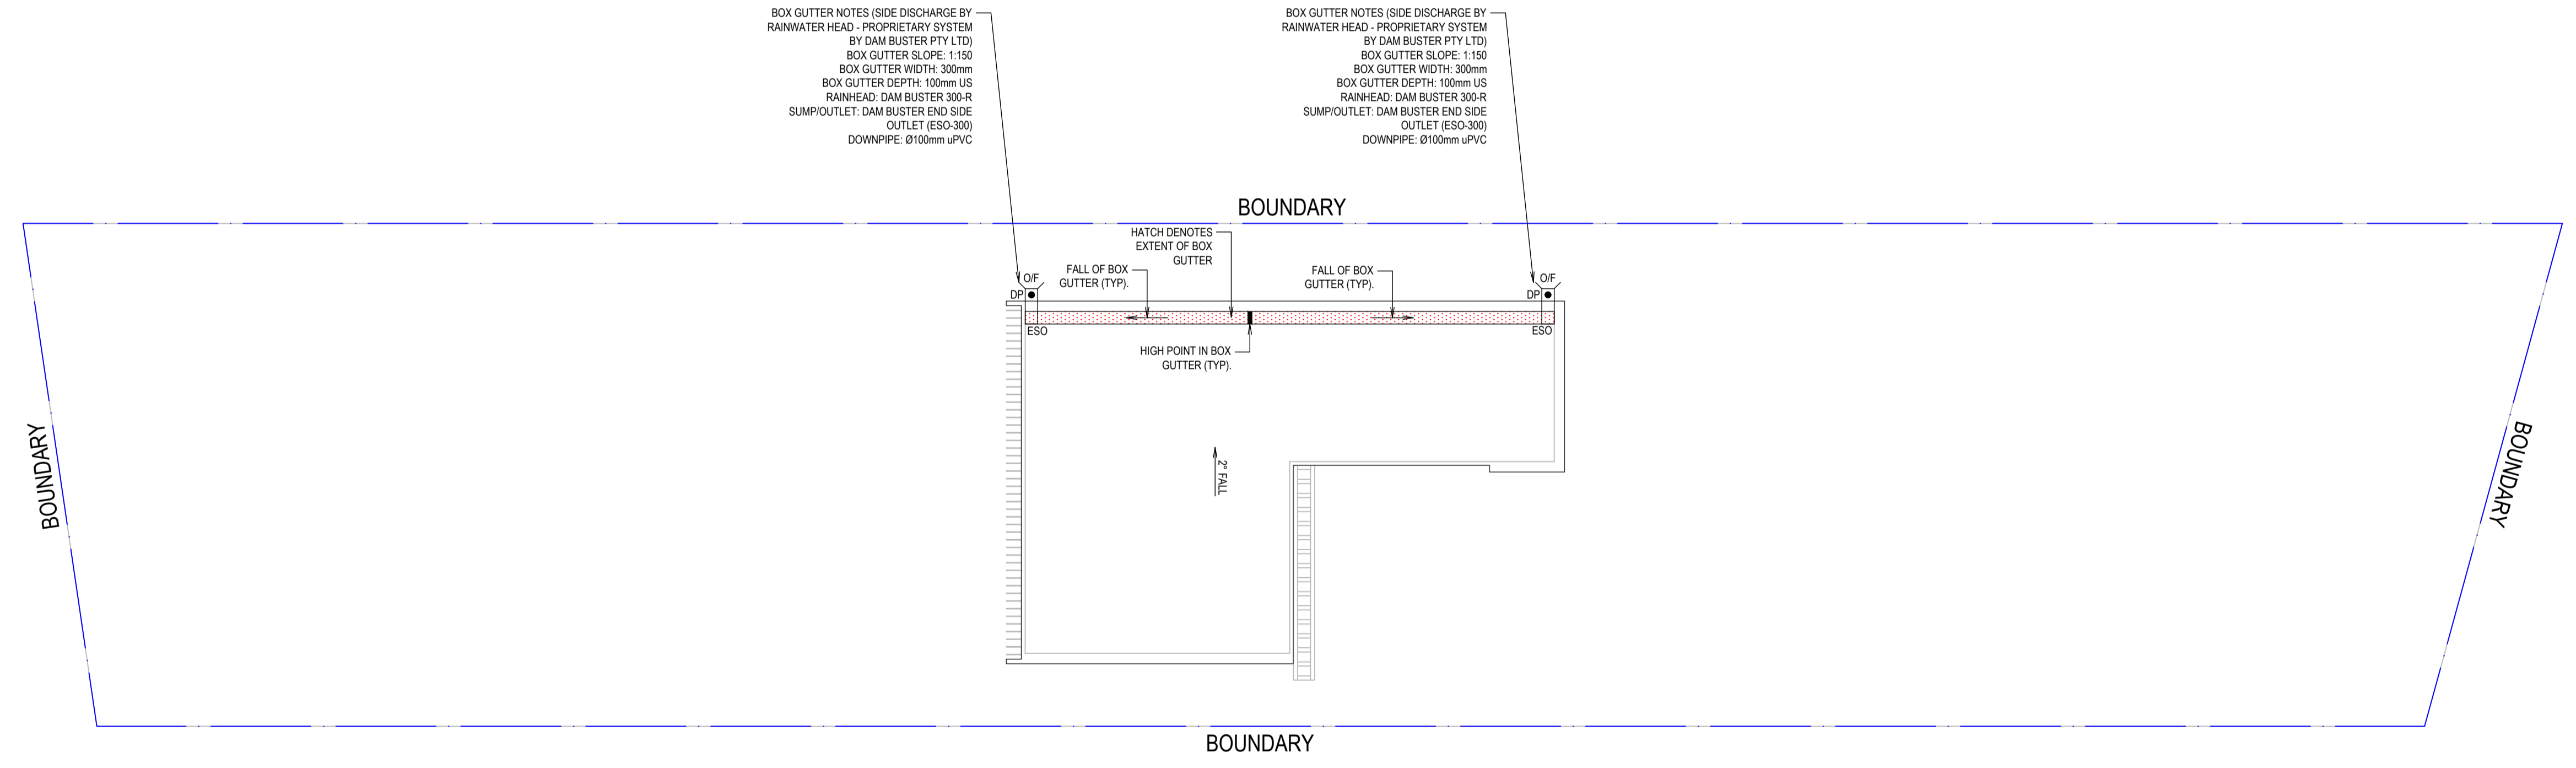 BOX GUTTER NOTES (SIDE DISCHARGE BY
RAINWATER HEAD - PROPRIETARY SYSTEM
BY DAM BUSTER PTY LTD)
BOX GUTTER SLOPE: 1:150
BOX GUTTER WIDTH: 300mm
BOX GUTTER DEPTH: 100mm US
RAINHEAD: DAM BUSTER 300-R
SUMP/OUTLET: DAM BUSTER END SIDE
OUTLET (ESO-300)
DOWNPIPE: Ø100mm uPVC
BOX GUTTER NOTES (SIDE DISCHARGE BY
RAINWATER HEAD - PROPRIETARY SYSTEM
BY DAM BUSTER PTY LTD)
BOX GUTTER SLOPE: 1:150
BOX GUTTER WIDTH: 300mm
BOX GUTTER DEPTH: 100mm US
RAINHEAD: DAM BUSTER 300-R
SUMP/OUTLET: DAM BUSTER END SIDE
OUTLET (ESO-300)
DOWNPIPE: Ø100mm uPVC
BOUNDARY
HATCH DENOTES
EXTENT OF BOX
GUTTER
FALL OF BOX
GUTTER (TYP).
FALL OF BOX
GUTTER (TYP).
O/F
DP
ESO
O/F
DP
ESO
HIGH POINT IN BOX
GUTTER (TYP).
2° FALL
BOUNDARY
BOUNDARY
BOUNDARY